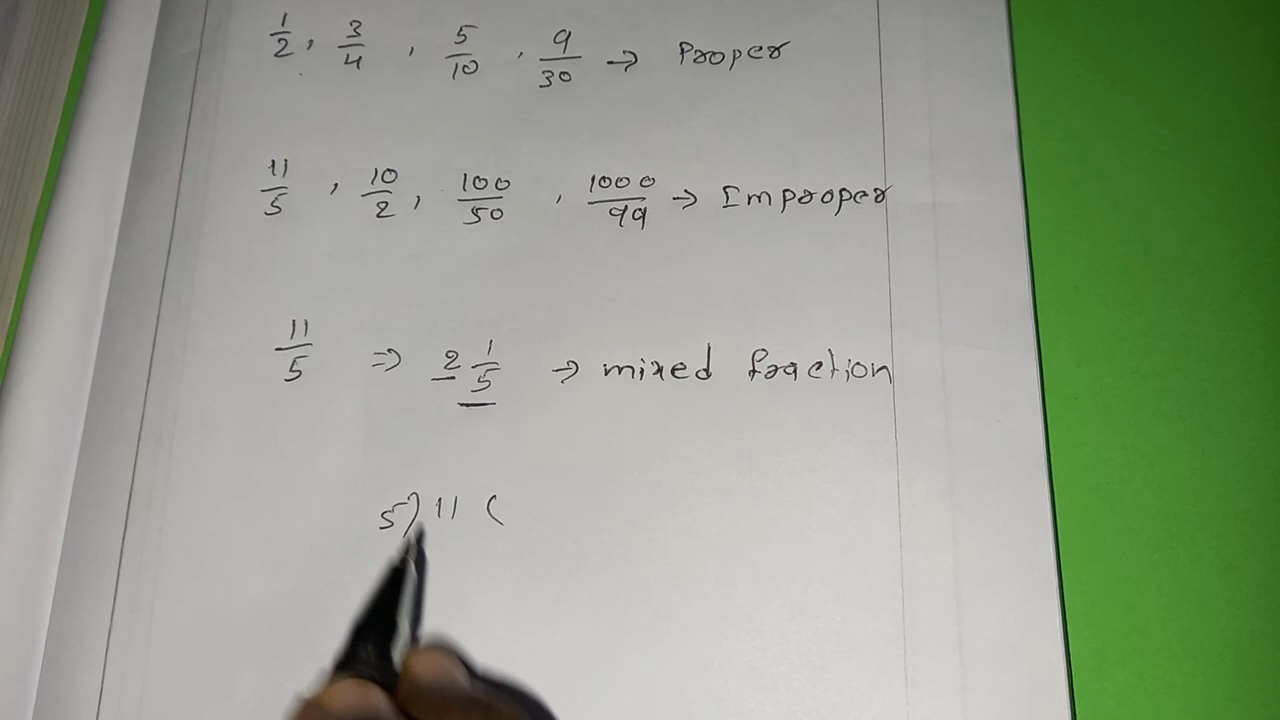 1/2, 3/4, 5/10, 9/30 → Proper
11/5, 10/2, 100/50, 1000/99 → Improper
11/5 ⇒ 2 1/5 → mixed fraction
5)11(